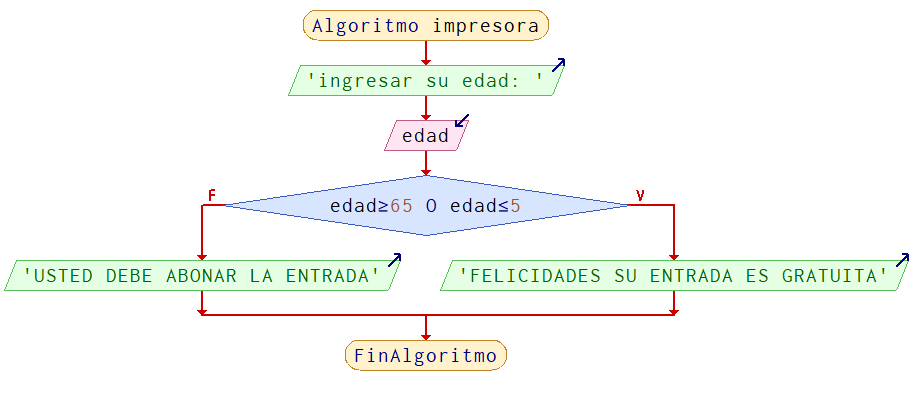 Algoritmo impresora
'ingresar su edad: '
edad
F
V
edad≥65 O edad≤5
'USTED DEBE ABONAR LA ENTRADA'
'FELICIDADES SU ENTRADA ES GRATUITA'
FinAlgoritmo